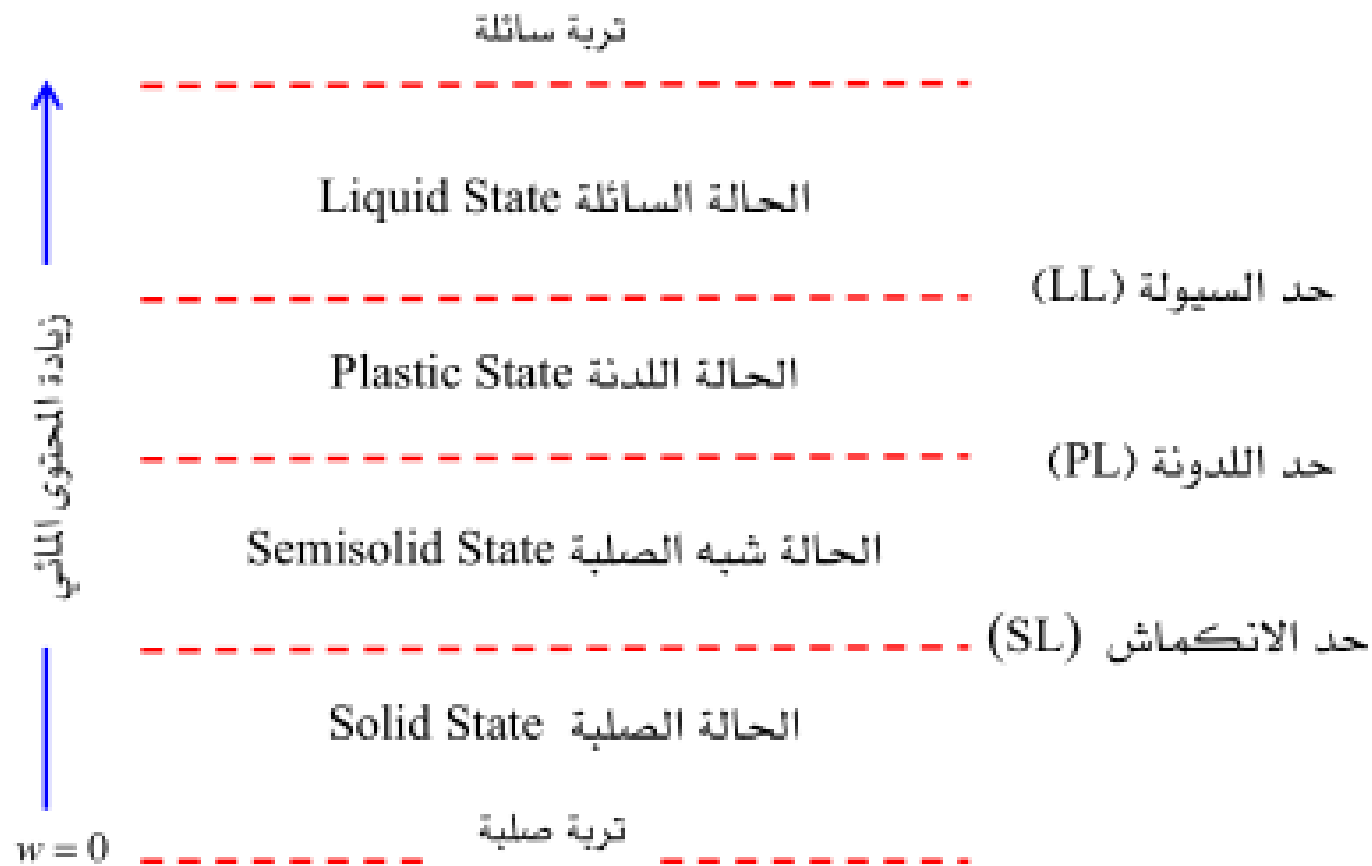 تربة سائلة
الحالة السائلة Liquid State
حد السيولة (LL)
زيادة المحتوى المائي
الحالة اللدنة Plastic State
حد اللدونة (PL)
الحالة شبه الصلبة Semisolid State
حد الانكماش (SL)
الحالة الصلبة Solid State
تربة صلبة
w = 0